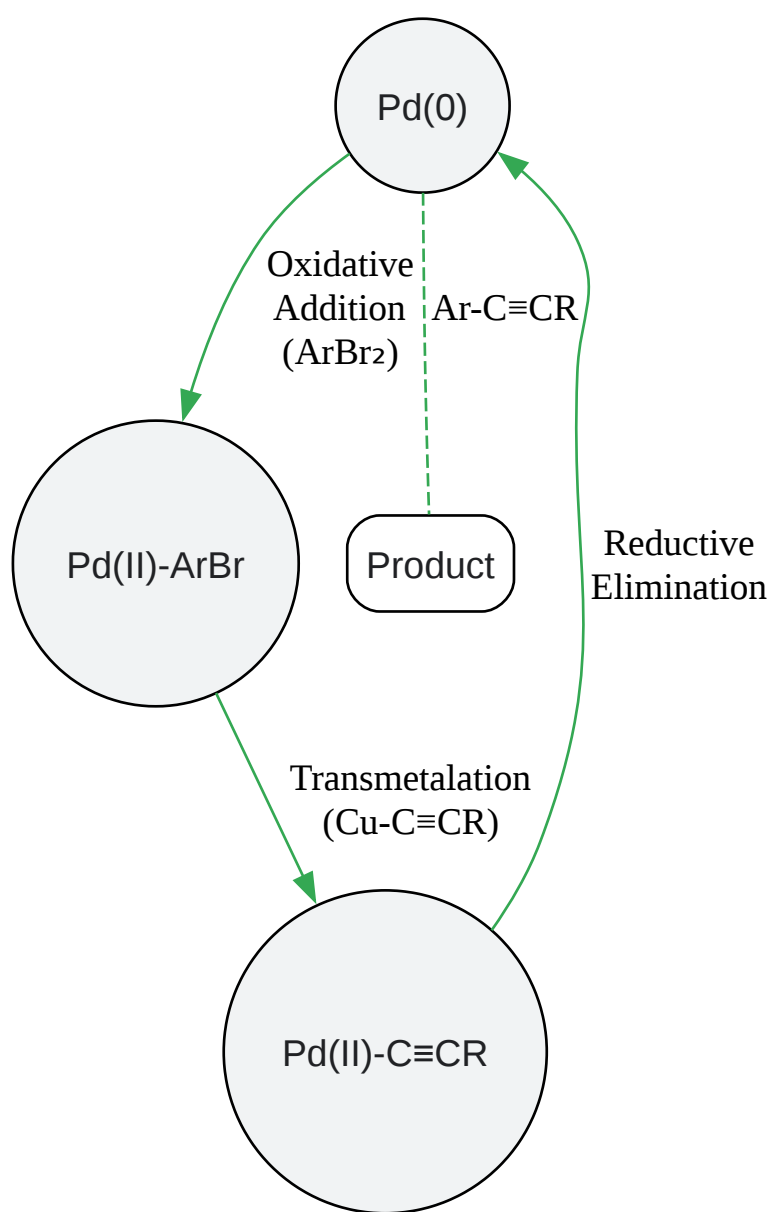 Pd(0)
Oxidative
Addition
(ArBr₂)
Ar-C≡CR
Pd(II)-ArBr
Product
Reductive
Elimination
Transmetalation
(Cu-C≡CR)
Pd(II)-C≡CR